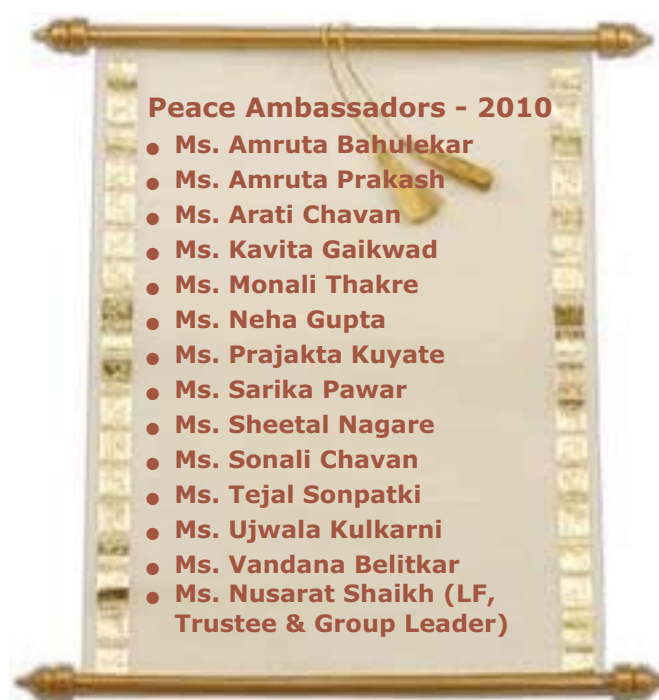 Peace Ambassadors - 2010
● Ms. Amruta Bahulekar
● Ms. Amruta Prakash
● Ms. Arati Chavan
● Ms. Kavita Gaikwad
● Ms. Monali Thakre
● Ms. Neha Gupta
● Ms. Prajakta Kuyate
● Ms. Sarika Pawar
● Ms. Sheetal Nagare
● Ms. Sonali Chavan
● Ms. Tejal Sonpatki
● Ms. Ujwala Kulkarni
● Ms. Vandana Belitkar
● Ms. Nusarat Shaikh (LF,
Trustee & Group Leader)